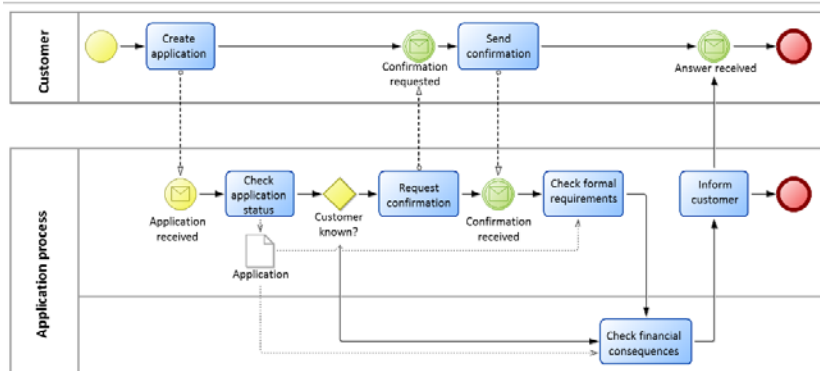 Customer
Create
application
Confirmation
requested
Send
confirmation
Answer received
Application process
Application
received
Check
application
status
Customer
known?
Request
confirmation
Confirmation
received
Check formal
requirements
Inform
customer
Application
Check financial
consequences